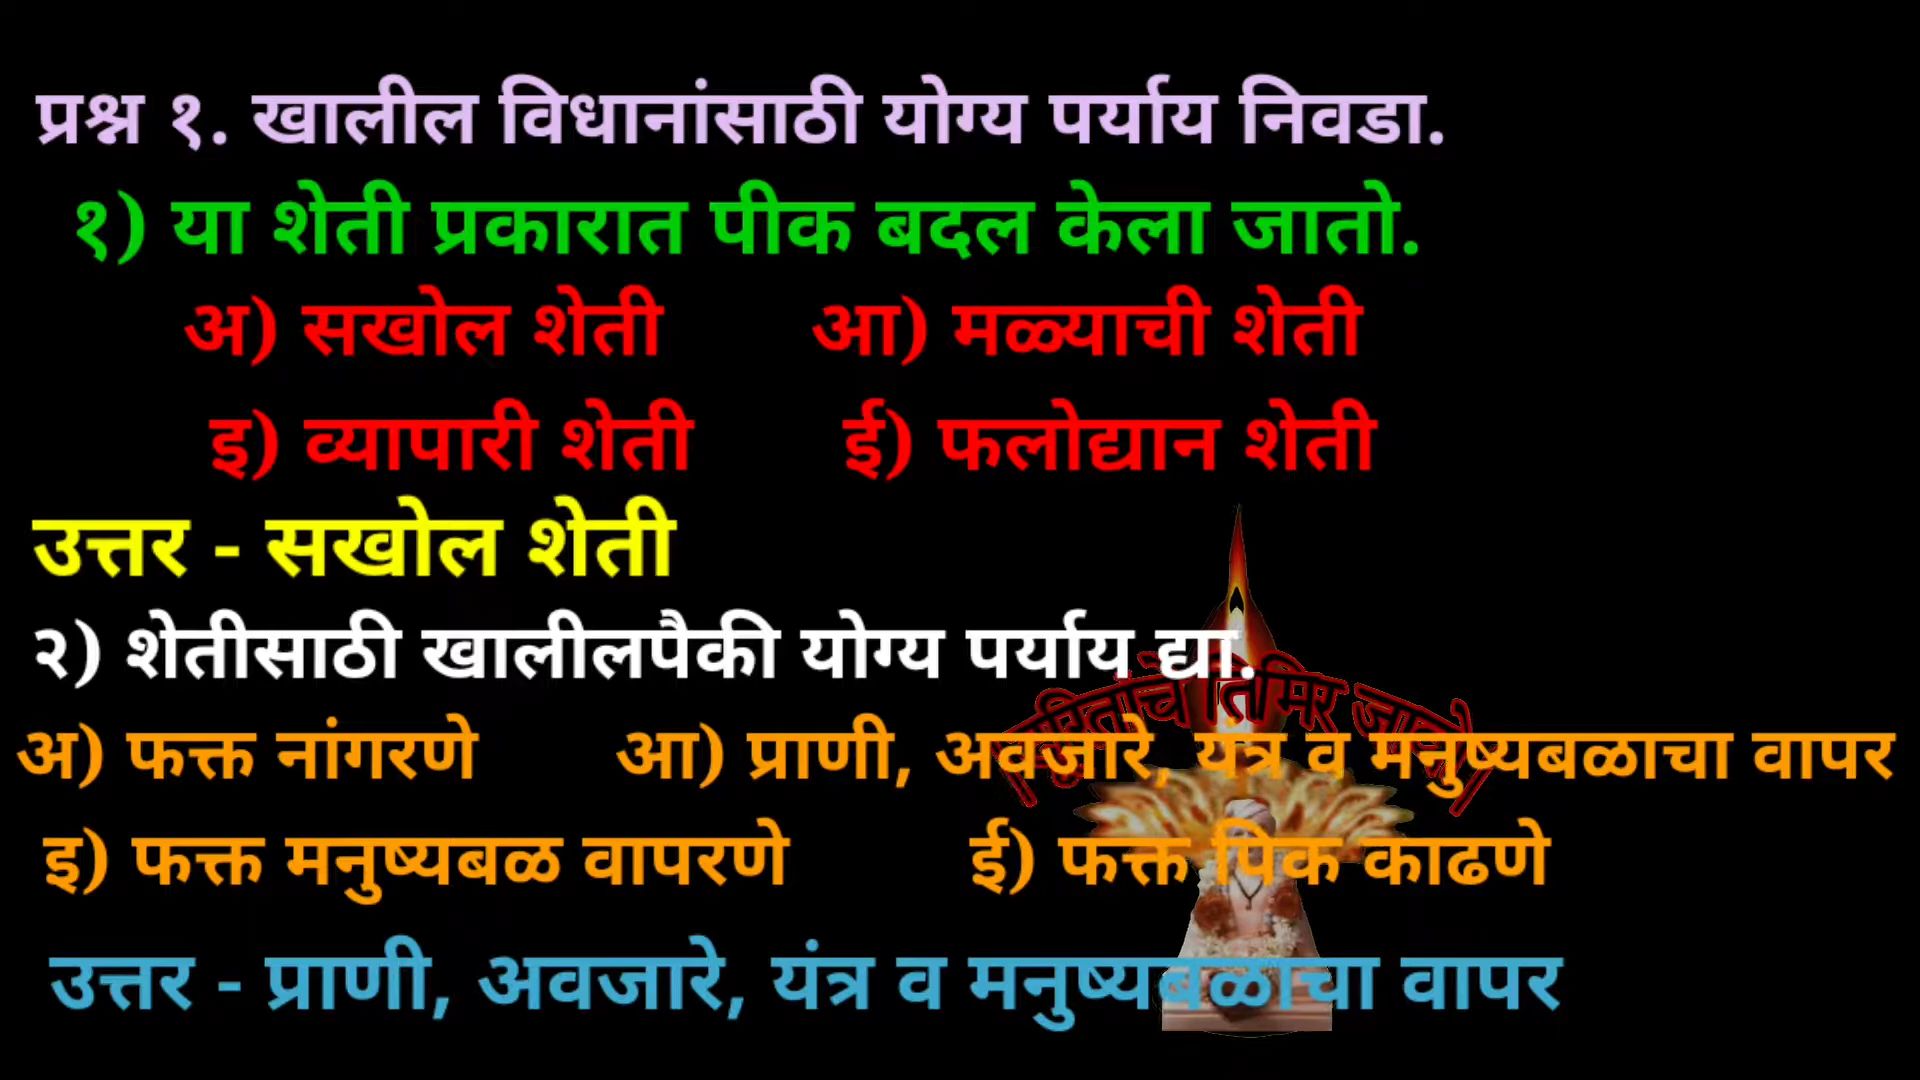 प्रश्न १. खालील विधानांसाठी योग्य पर्याय निवडा.
१) या शेती प्रकारात पीक बदल केला जातो.
अ) सखोल शेती आ) मळ्याची शेती
इ) व्यापारी शेती ई) फलोद्यान शेती
उत्तर - सखोल शेती
२) शेतीसाठी खालीलपैकी योग्य पर्याय द्या.
तिमिर जावो
अ) फक्त नांगरणे आ) प्राणी, अवजारे, यंत्र व मनुष्यबळाचा वापर
इ) फक्त मनुष्यबळ वापरणे ई) फक्त पिक काढणे
उत्तर - प्राणी, अवजारे, यंत्र व मनुष्यबळाचा वापर